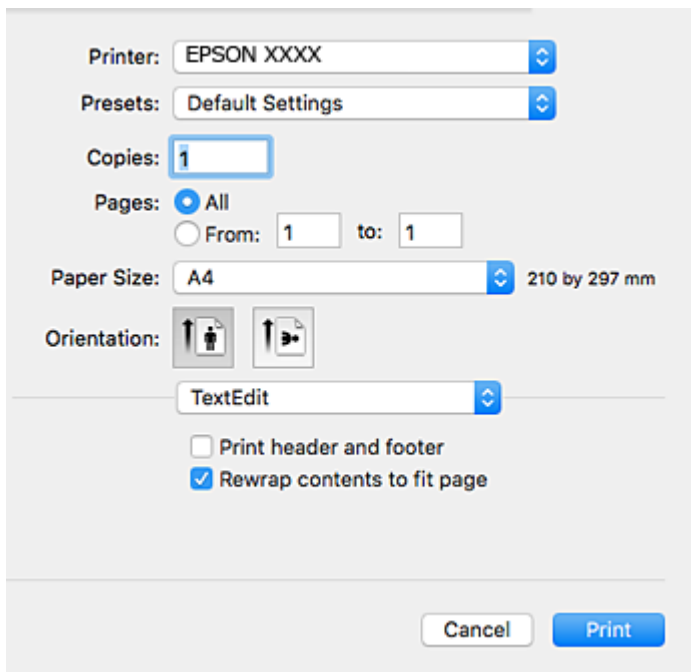 Printer: EPSON XXXX
Presets: Default Settings
Copies: 1
Pages: All
From: 1 to: 1
Paper Size: A4 210 by 297 mm
Orientation:
TextEdit
Print header and footer
Rewrap contents to fit page
Cancel Print